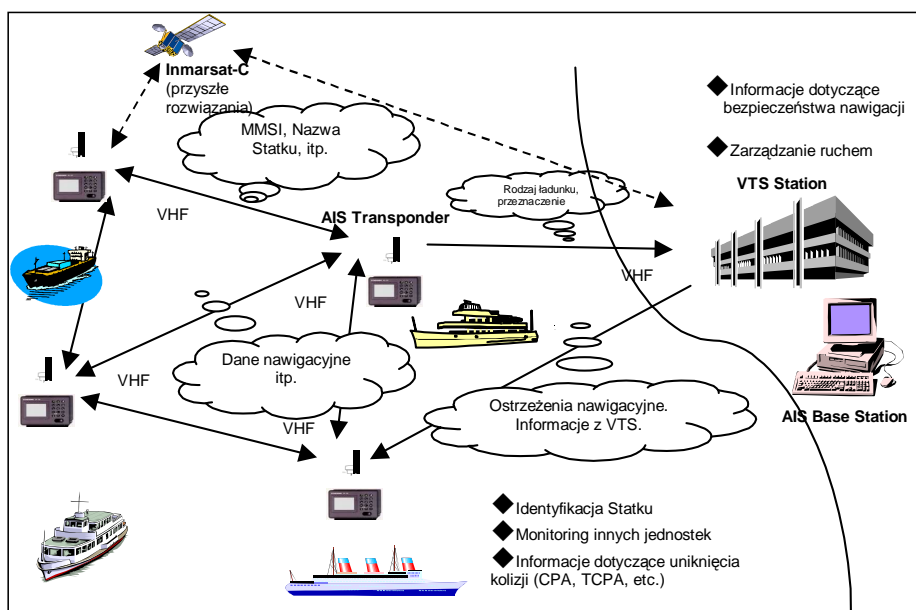 Inmarsat-C
(przyszłe
rozwiązania)
MMSI, Nazwa
Statku, itp.
◆ Informacje dotyczące
bezpieczeństwa nawigacji
◆ Zarządzanie ruchem
VTS Station
Rodzaj ładunku,
przeznaczenie
VHF
AIS Transponder
VHF
VHF
Dane nawigacyjne
itp.
VHF
VHF
Ostrzeżenia nawigacyjne.
Informacje z VTS.
AIS Base Station
◆ Identyfikacja Statku
◆ Monitoring innych jednostek
◆ Informacje dotyczące uniknięcia
kolizji (CPA, TCPA, etc.)